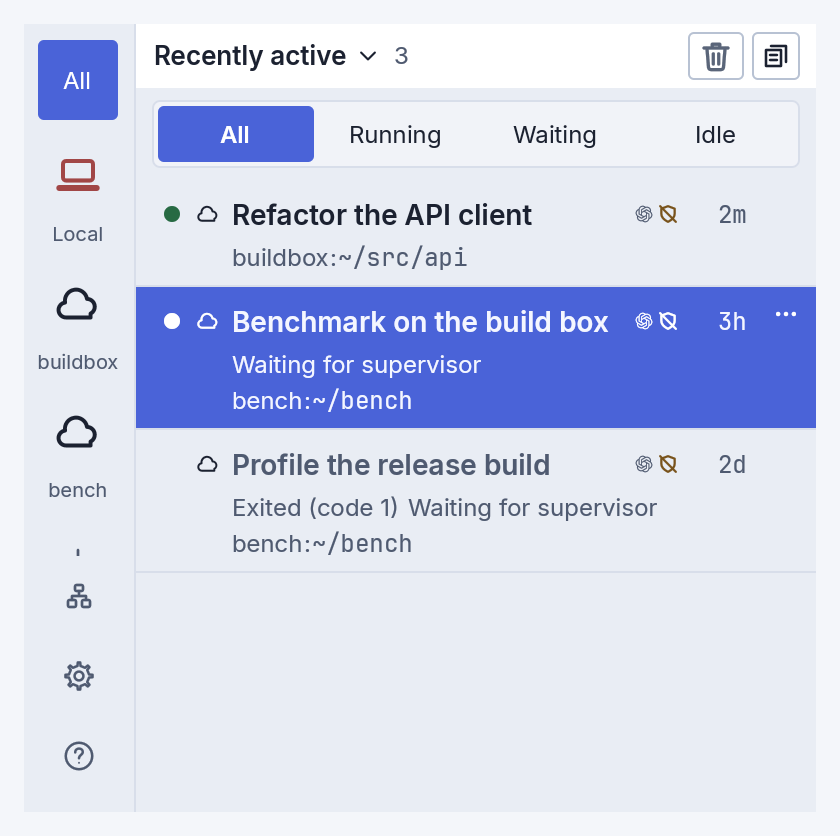 All
Local
buildbox
bench
Recently active 3
All Running Waiting Idle
Refactor the API client 2m
buildbox:~/src/api
Benchmark on the build box 3h
Waiting for supervisor
bench:~/bench
Profile the release build 2d
Exited (code 1) Waiting for supervisor
bench:~/bench